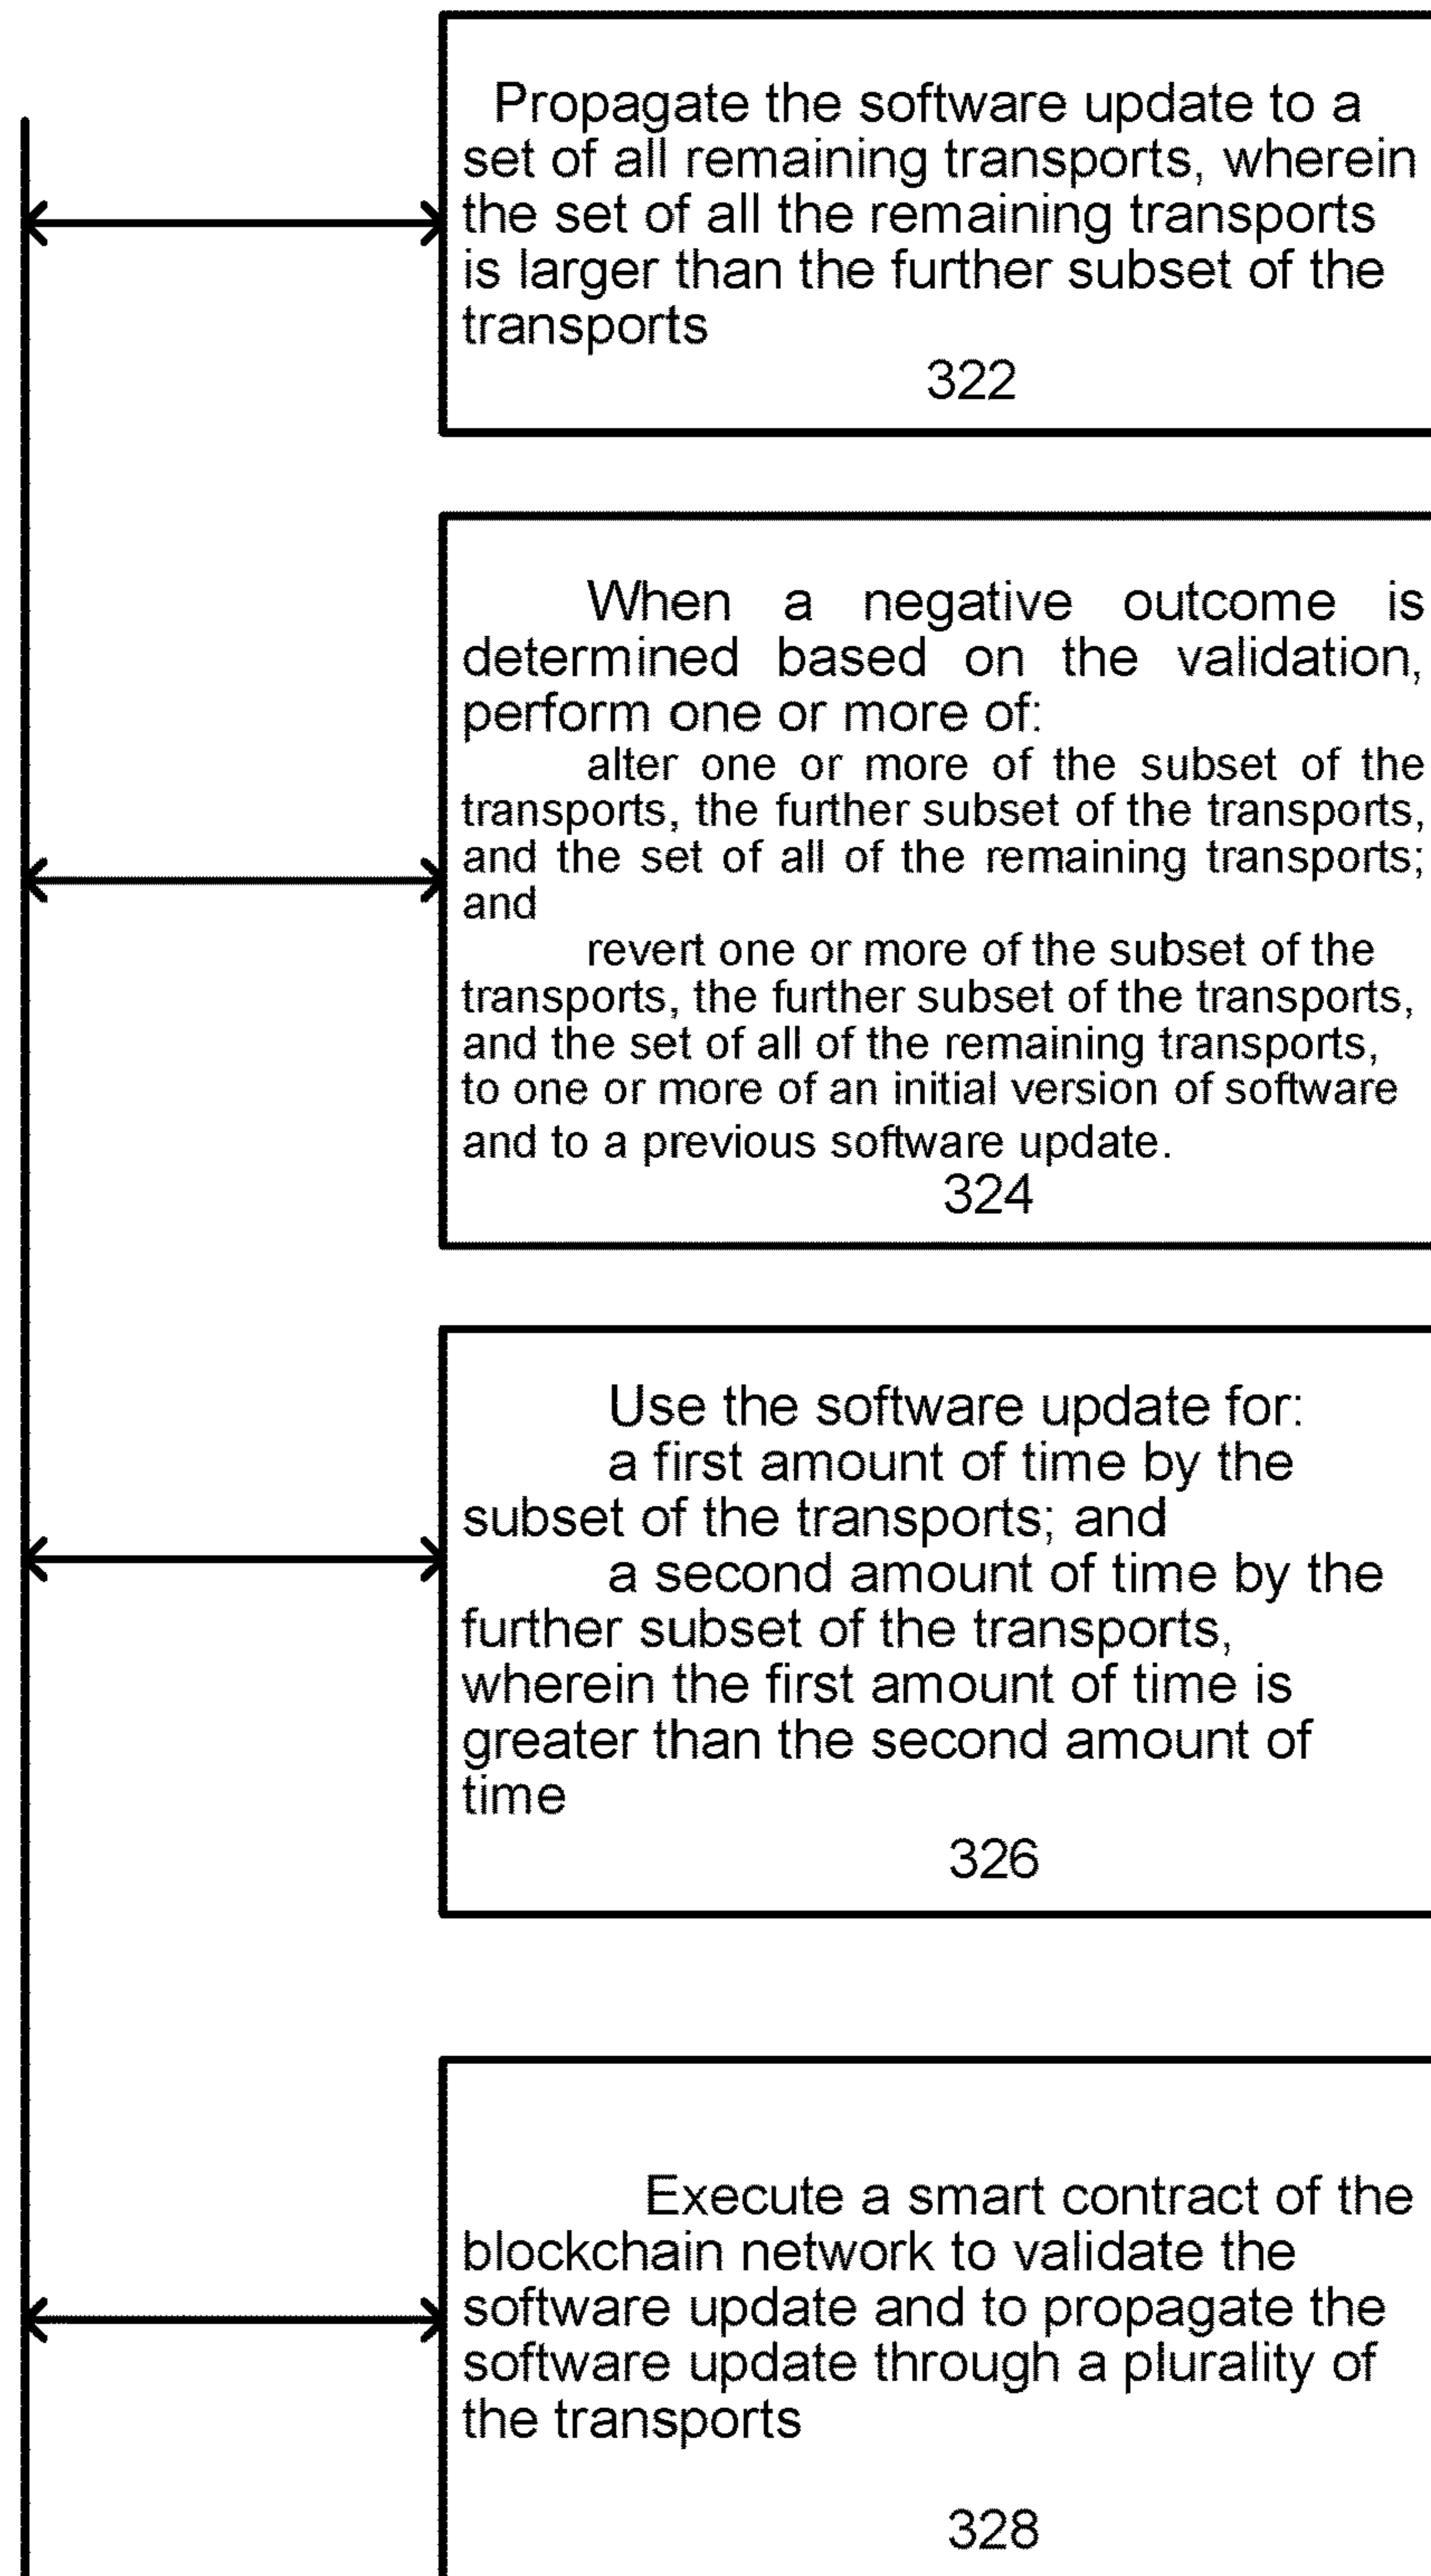 Propagate the software update to a
set of all remaining transports, wherein
the set of all the remaining transports
is larger than the further subset of the
transports
322
When a negative outcome is
determined based on the validation,
perform one or more of:
alter one or more of the subset of the
transports, the further subset of the transports,
and the set of all of the remaining transports;
and
revert one or more of the subset of the
transports, the further subset of the transports,
and the set of all of the remaining transports,
to one or more of an initial version of software
and to a previous software update.
324
Use the software update for:
a first amount of time by the
subset of the transports; and
a second amount of time by the
further subset of the transports,
wherein the first amount of time is
greater than the second amount of
time
326
Execute a smart contract of the
blockchain network to validate the
software update and to propagate the
software update through a plurality of
the transports
328